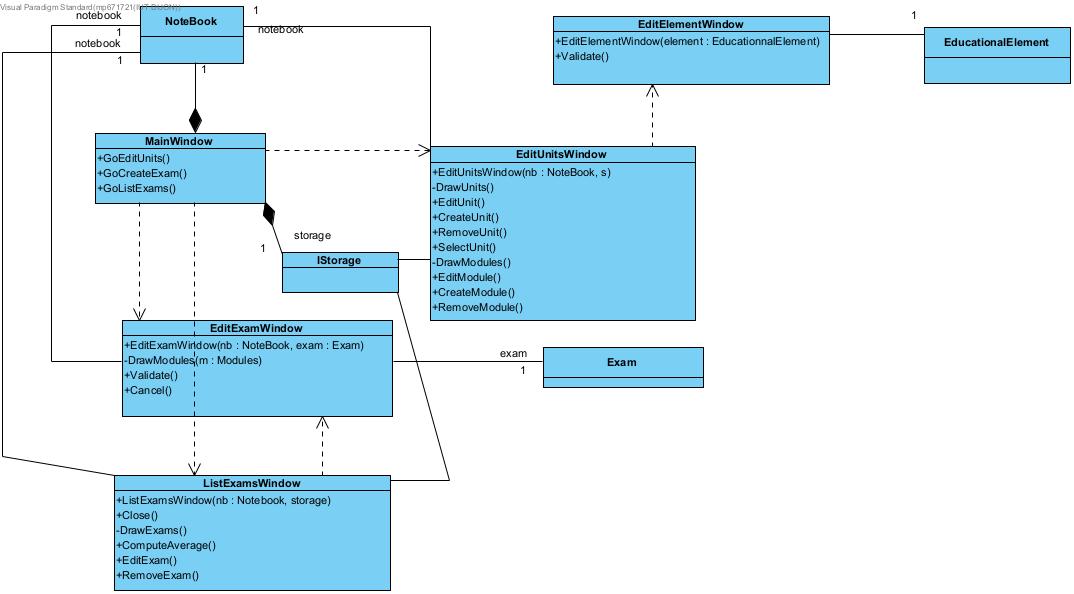 Visual Paradigm Standard(mp671721(IUT DIJON))
notebook
1
notebook
1
NoteBook
1
notebook
1
EditElementWindow
+EditElementWindow(element : EducationnalElement)
+Validate()
1
EducationalElement
MainWindow
+GoEditUnits()
+GoCreateExam()
+GoListExams()
EditUnitsWindow
+EditUnitsWindow(nb : NoteBook, s)
-DrawUnits()
+EditUnit()
+CreateUnit()
+RemoveUnit()
+SelectUnit()
-DrawModules()
+EditModule()
+CreateModule()
+RemoveModule()
storage
1
IStorage
EditExamWindow
+EditExamWindow(nb : NoteBook, exam : Exam)
-DrawModules(m : Modules)
+Validate()
+Cancel()
exam
1
Exam
ListExamsWindow
+ListExamsWindow(nb : Notebook, storage)
+Close()
-DrawExams()
+ComputeAverage()
+EditExam()
+RemoveExam()